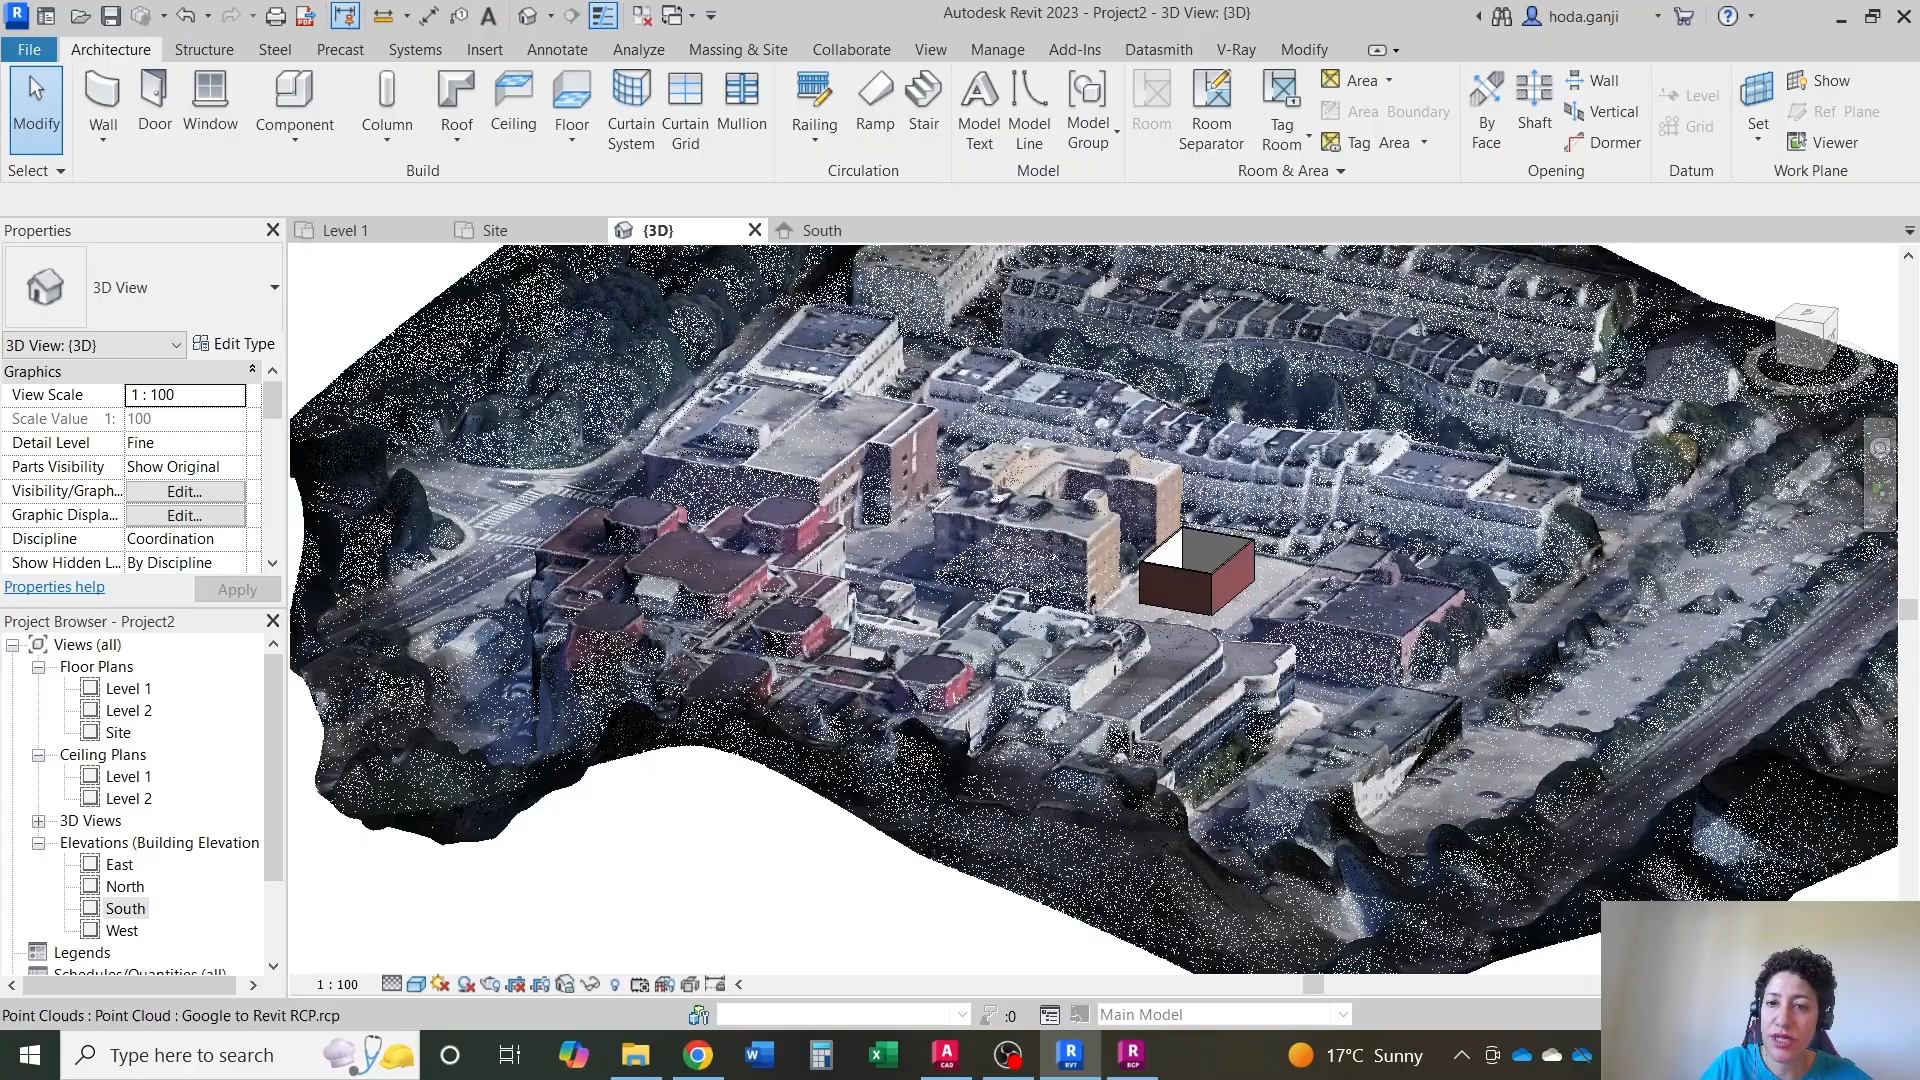 Autodesk Revit 2023 - Project2 - 3D View: {3D}
hoda.ganji
File
Architecture
Structure
Steel
Precast
Systems
Insert
Annotate
Analyze
Massing & Site
Collaborate
View
Manage
Add-Ins
Datasmith
V-Ray
Modify
Modify
Wall
Door
Window
Component
Column
Roof
Ceiling
Floor
Curtain System
Curtain Grid
Mullion
Railing
Ramp
Stair
Model Text
Model Line
Model Group
Room
Room Separator
Tag Room
Area
Area Boundary
Tag Area
By Face
Shaft
Wall
Vertical
Dormer
Level
Grid
Set
Show
Ref Plane
Viewer
Select
Build
Circulation
Model
Room & Area
Opening
Datum
Work Plane
Properties
Level 1
Site
{3D}
South
3D View
3D View: {3D}
Edit Type
Graphics
View Scale 1 : 100
Scale Value 1: 100
Detail Level Fine
Parts Visibility Show Original
Visibility/Graph... Edit...
Graphic Displa... Edit...
Discipline Coordination
Show Hidden L... By Discipline
Properties help
Apply
Project Browser - Project2
Views (all)
Floor Plans
Level 1
Level 2
Site
Ceiling Plans
Level 1
Level 2
3D Views
Elevations (Building Elevation
East
North
South
West
Legends
Schedules/Quantities (all)
1 : 100
Point Clouds : Point Cloud : Google to Revit RCP.rcp
:0
Main Model
Type here to search
17°C Sunny